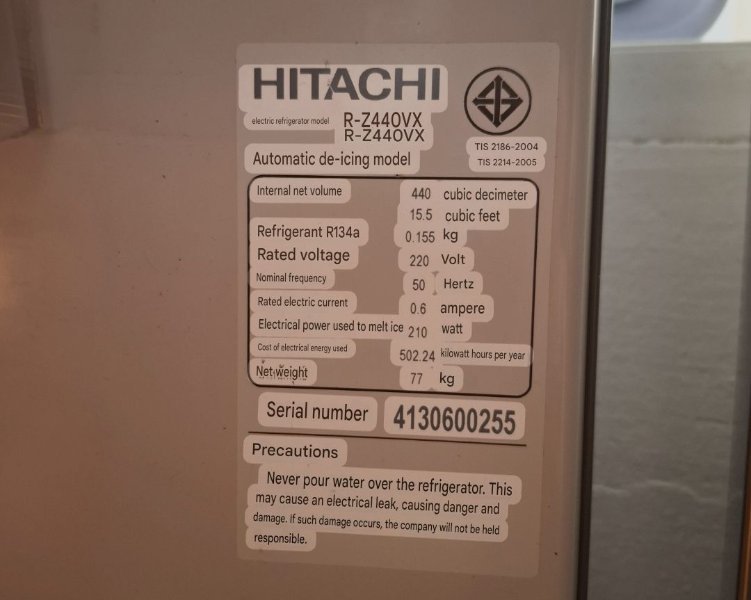 HITACHI
electric refrigerator model R-Z440VX
R-Z440VX
TIS 2186-2004
Automatic de-icing model
TIS 2214-2005
Internal net volume 440 cubic decimeter
15.5 cubic feet
Refrigerant R134a 0.155 kg
Rated voltage 220 Volt
Nominal frequency 50 Hertz
Rated electric current 0.6 ampere
Electrical power used to melt ice 210 watt
Cost of electrical energy used 502.24 kilowatt hours per year
Net weight 77 kg
Serial number 4130600255
Precautions
Never pour water over the refrigerator. This
may cause an electrical leak, causing danger and
damage. If such damage occurs, the company will not be held
responsible.